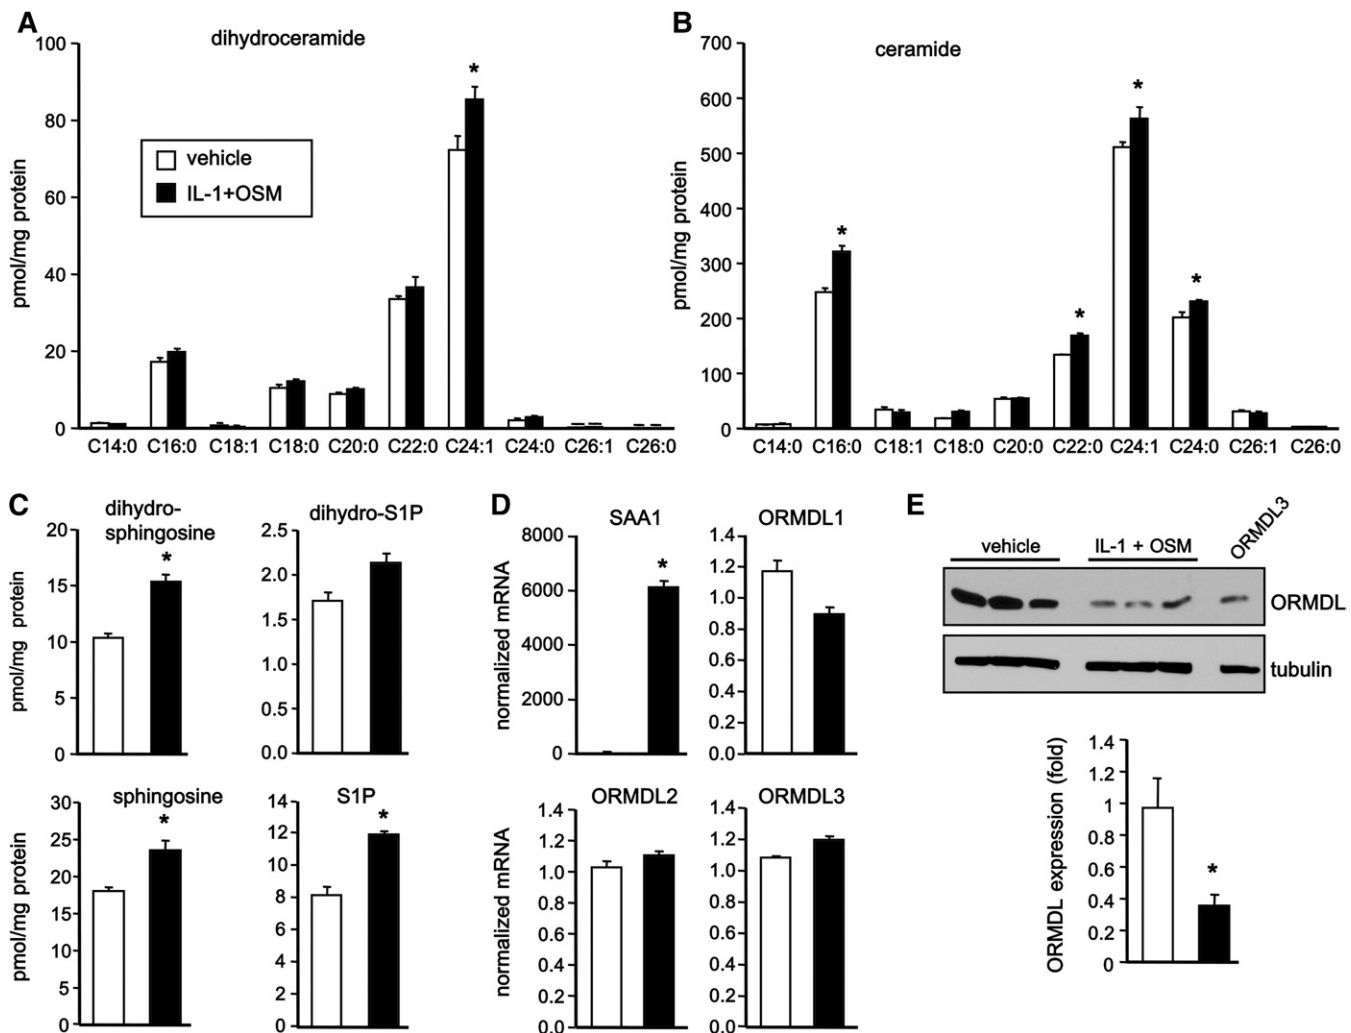 A
dihydroceramide
pmol/mg protein
100
80
60
40
20
0
vehicle
IL-1+OSM
*
C14:0 C16:0 C18:1 C18:0 C20:0 C22:0 C24:1 C24:0 C26:1 C26:0
B
ceramide
pmol/mg protein
700
600
500
400
300
200
100
0
* * * *
C14:0 C16:0 C18:1 C18:0 C20:0 C22:0 C24:1 C24:0 C26:1 C26:0
C
dihydro-
sphingosine
pmol/mg protein
20
15
10
5
0
*
dihydro-S1P
2.5
2.0
1.5
1.0
2.5
0.0
sphingosine
pmol/mg protein
30
25
20
15
10
5
0
*
S1P
14
12
10
8
6
4
2
0
*
D
SAA1
normalized mRNA
8000
6000
4000
2000
0
*
ORMDL1
1.4
1.2
1.0
0.8
0.6
0.4
0.2
0.0
ORMDL2
normalized mRNA
1.4
1.2
1.0
0.8
0.6
0.4
0.2
0.0
ORMDL3
1.4
1.2
1.0
0.8
0.6
0.4
0.2
0.0
E
vehicle
IL-1 + OSM
ORMDL3
ORMDL
tubulin
ORMDL expression (fold)
1.4
1.2
1
0.8
0.6
0.4
0.2
0
*